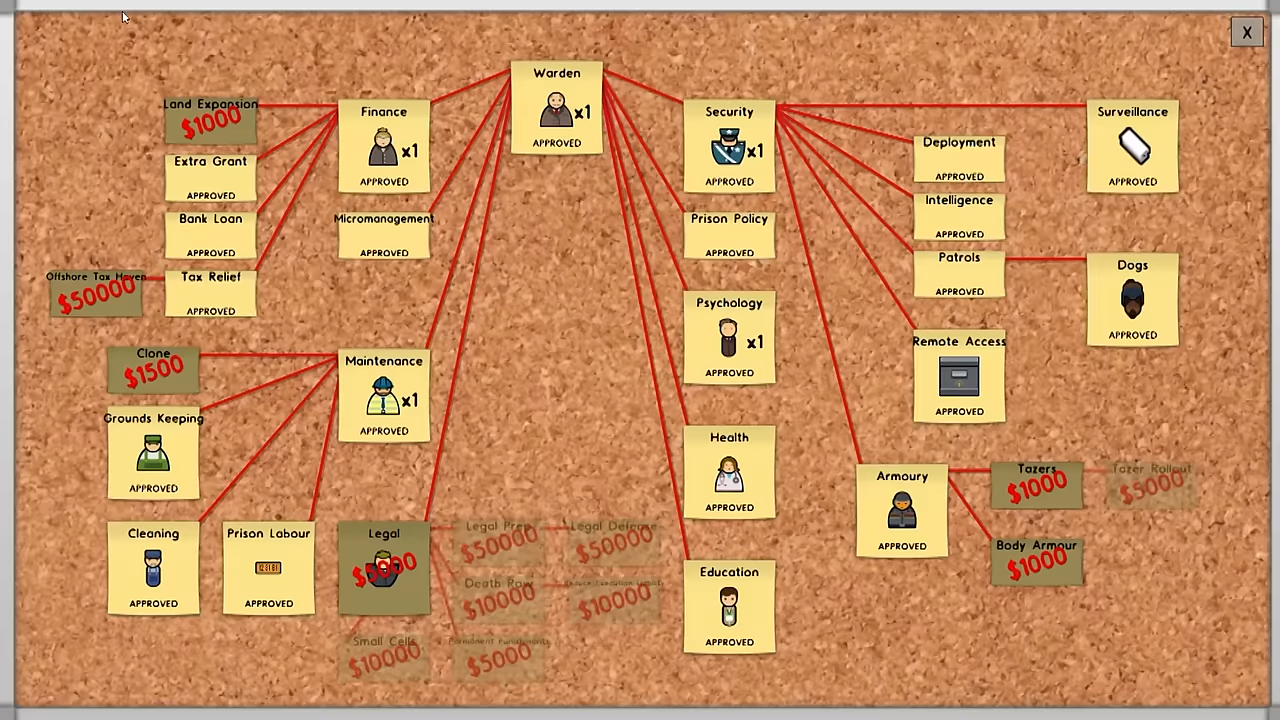 X
Warden
x1
APPROVED
Land Expansion
$1000
Finance
x1
APPROVED
Security
x1
APPROVED
Surveillance
APPROVED
Extra Grant
APPROVED
Deployment
APPROVED
Bank Loan
APPROVED
Micromanagement
APPROVED
Prison Policy
APPROVED
Intelligence
APPROVED
Offshore Tax Haven
$50000
Tax Relief
APPROVED
Patrols
APPROVED
Dogs
APPROVED
Psychology
x1
APPROVED
Remote Access
APPROVED
Clone
$1500
Maintenance
x1
APPROVED
Grounds Keeping
APPROVED
Health
APPROVED
Armoury
APPROVED
Tazers
$1000
Tazer Rollout
$5000
Body Armour
$1000
Cleaning
APPROVED
Prison Labour
APPROVED
Legal
$5000
Legal Prep
$50000
Legal Defense
$50000
Death Row
$10000
$10000
Education
APPROVED
Small Cells
$10000
Permanent Punishments
$5000